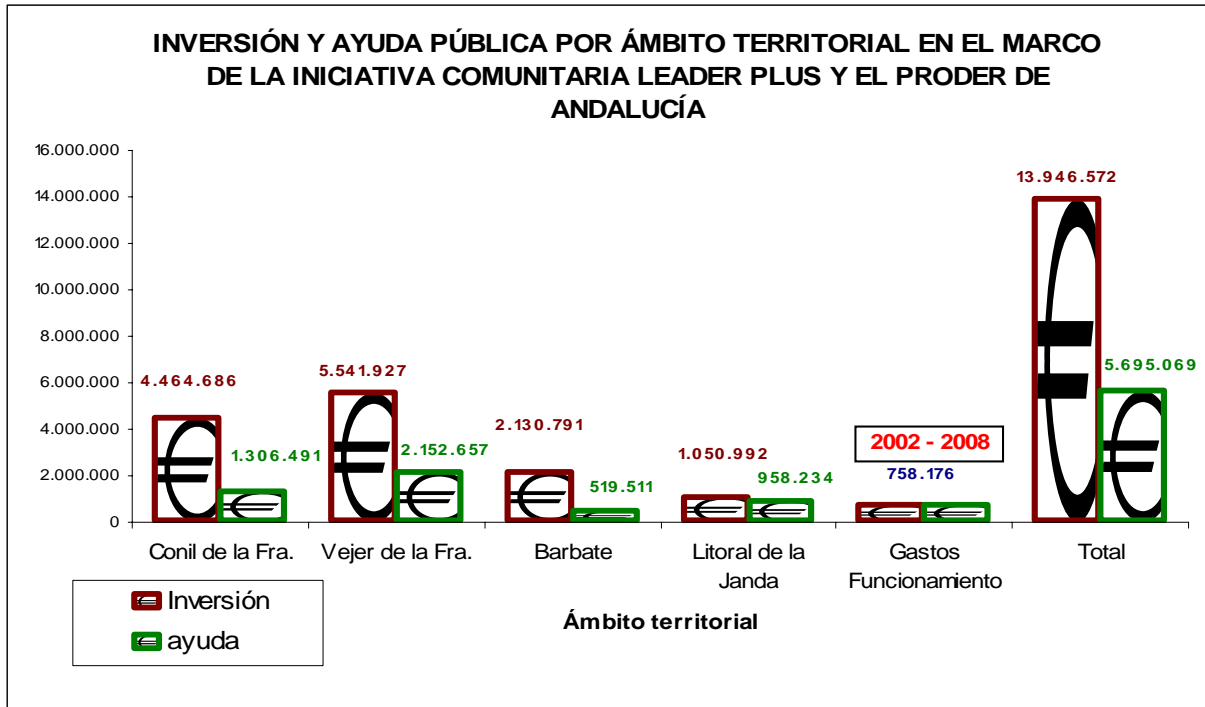 INVERSIÓN Y AYUDA PÚBLICA POR ÁMBITO TERRITORIAL EN EL MARCO
DE LA INICIATIVA COMUNITARIA LEADER PLUS Y EL PRODER DE
ANDALUCÍA
16.000.000
14.000.000
12.000.000
10.000.000
8.000.000
6.000.000
4.000.000
2.000.000
0
4.464.686
1.306.491
5.541.927
2.152.657
2.130.791
519.511
1.050.992
958.234
2002 - 2008
758.176
13.946.572
5.695.069
Conil de la Fra.
Vejer de la Fra.
Barbate
Litoral de la
Janda
Gastos
Funcionamiento
Total
Ámbito territorial
Inversión
ayuda